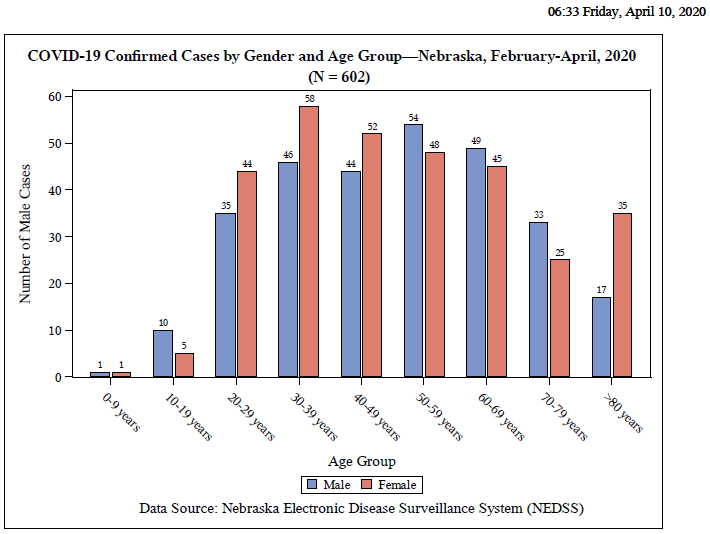 06:33 Friday, April 10, 2020
COVID-19 Confirmed Cases by Gender and Age Group—Nebraska, February-April, 2020
(N = 602)
Number of Male Cases
60
50
40
30
20
10
0
1 1
10 5
35 44
46 58
44 52
54 48
49 45
33 25
17 35
0-9 years
10-19 years
20-29 years
30-39 years
40-49 years
50-59 years
60-69 years
70-79 years
>80 years
Age Group
Male Female
Data Source: Nebraska Electronic Disease Surveillance System (NEDSS)